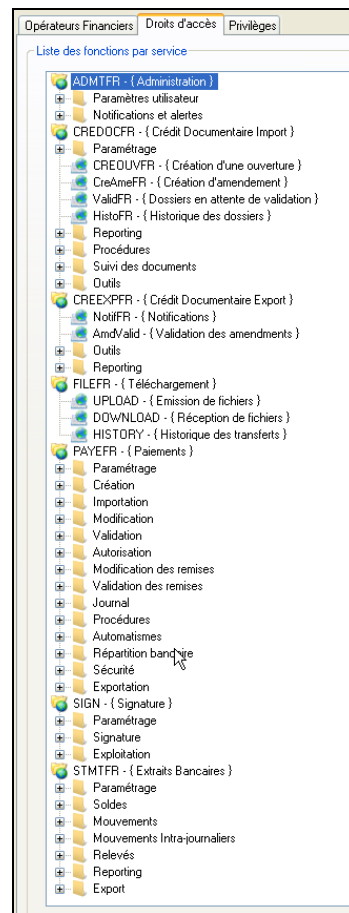 Opérateurs Financiers Droits d'accès Privilèges
Liste des fonctions par service
ADMTFR - { Administration }
Paramètres utilisateur
Notifications et alertes
CREDOCFR - { Crédit Documentaire Import }
Paramétrage
CREOUVFR - { Création d'une ouverture }
CreAmeFR - { Création d'amendement }
ValidFR - { Dossiers en attente de validation }
HistoFR - { Historique des dossiers }
Reporting
Procédures
Suivi des documents
Outils
CREEXPFR - { Crédit Documentaire Export }
NotifFR - { Notifications }
AmdValid - { Validation des amendments }
Outils
Reporting
FILEFR - { Téléchargement }
UPLOAD - { Emission de fichiers }
DOWNLOAD - { Réception de fichiers }
HISTORY - { Historique des transferts }
PAYEFR - { Paiements }
Paramétrage
Création
Importation
Modification
Validation
Autorisation
Modification des remises
Validation des remises
Journal
Procédures
Automatismes
Répartition bancaire
Sécurité
Exportation
SIGN - { Signature }
Paramétrage
Signature
Exploitation
STMTFR - { Extraits Bancaires }
Paramétrage
Soldes
Mouvements
Mouvements Intra-journaliers
Relevés
Reporting
Export